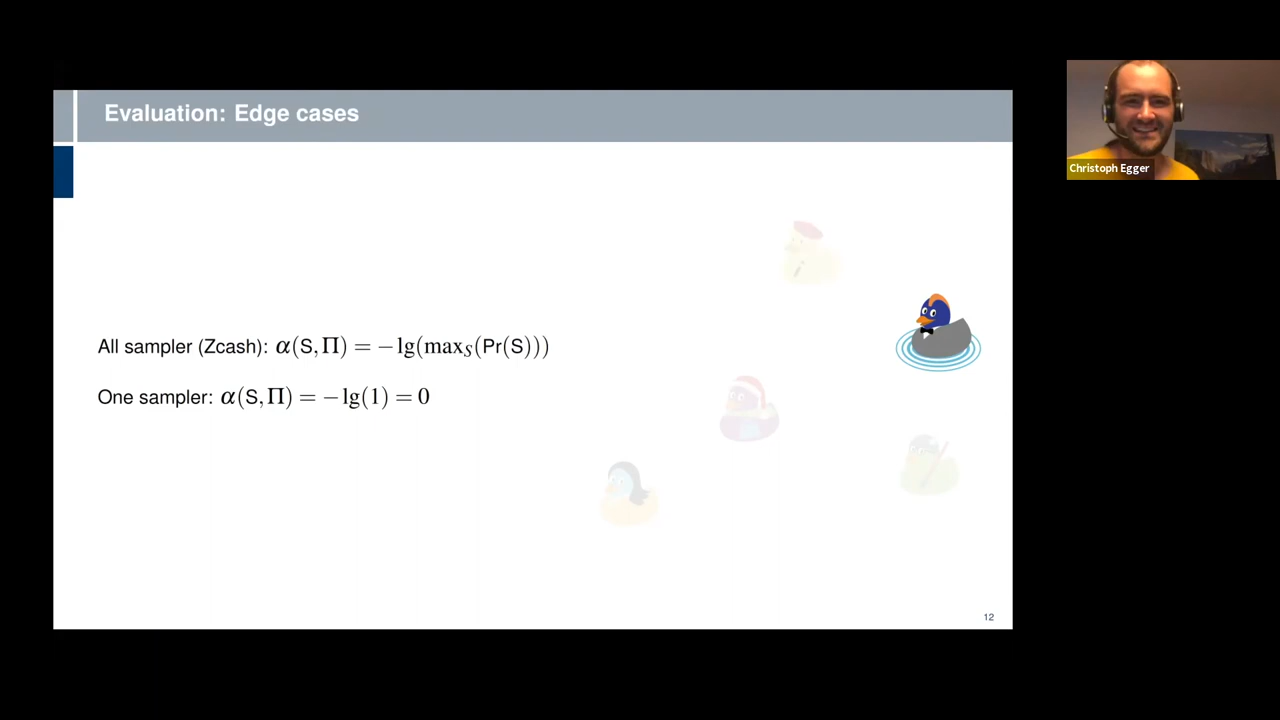 Evaluation: Edge cases
Christoph Egger
All sampler (Zcash): α(S, Π) = − lg(max_S(Pr(S)))
One sampler: α(S, Π) = − lg(1) = 0
12